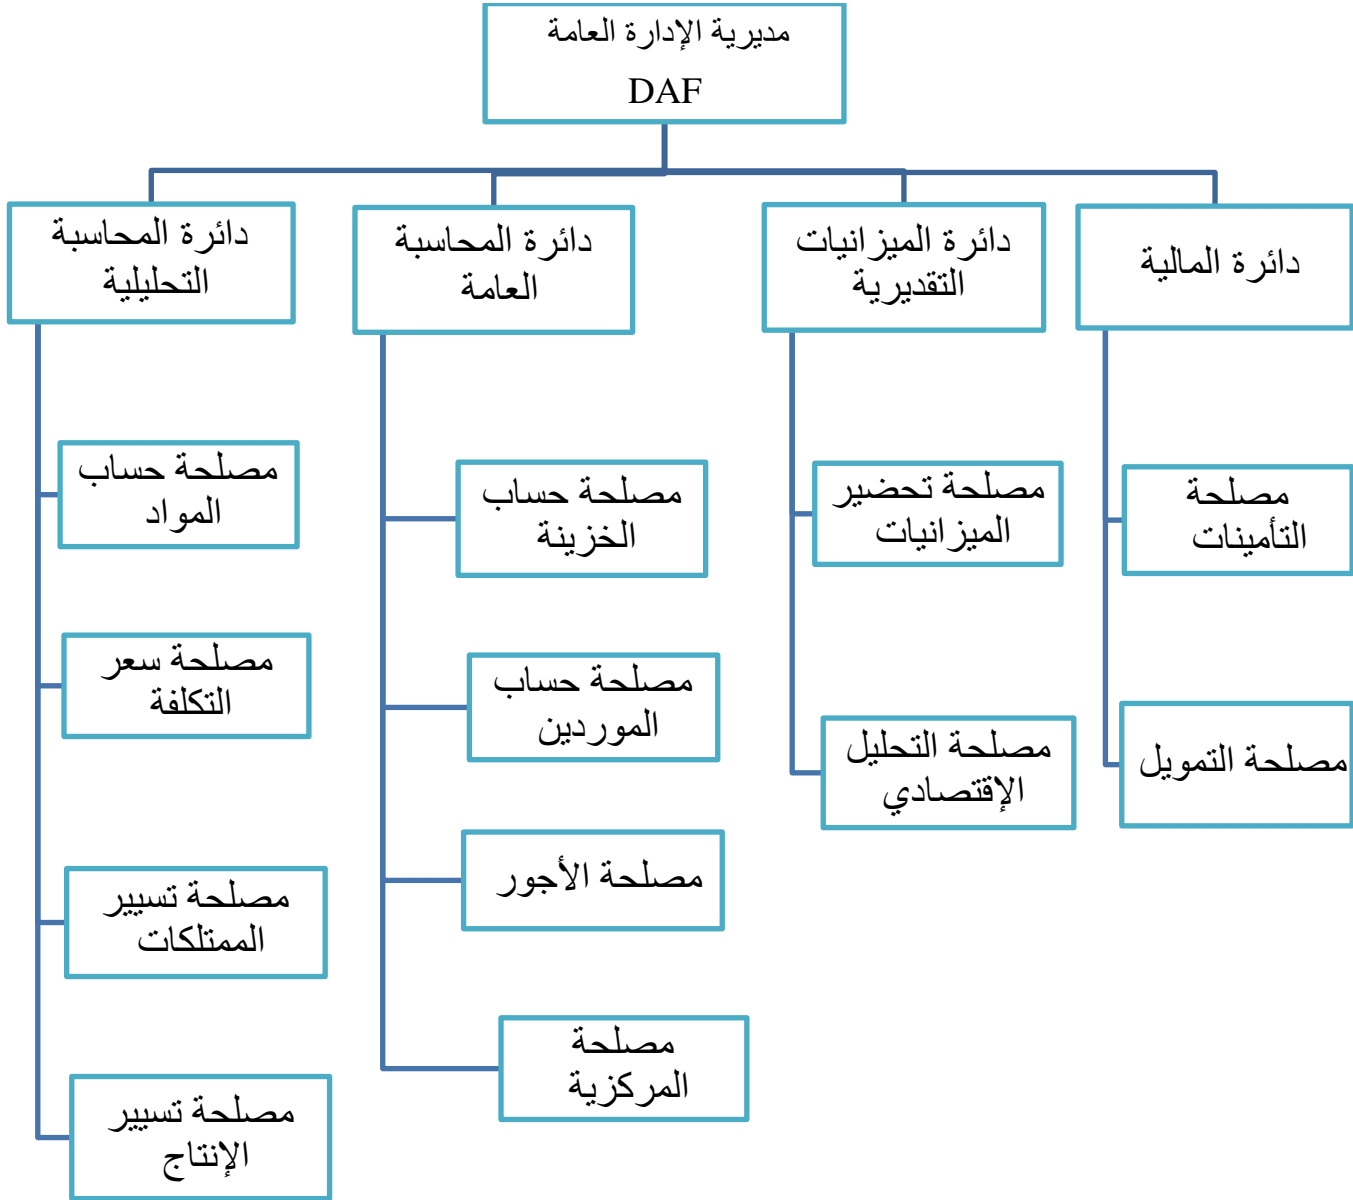 مديرية الإدارة العامة
DAF
دائرة المالية
دائرة الميزانيات
التقديرية
دائرة المحاسبة
العامة
دائرة المحاسبة
التحليلية
مصلحة
التأمينات
مصلحة التمويل
مصلحة تحضير
الميزانيات
مصلحة التحليل
الإقتصادي
مصلحة حساب
الخزينة
مصلحة حساب
الموردين
مصلحة الأجور
مصلحة
المركزية
مصلحة حساب
المواد
مصلحة سعر
التكلفة
مصلحة تسيير
الممتلكات
مصلحة تسيير
الإنتاج